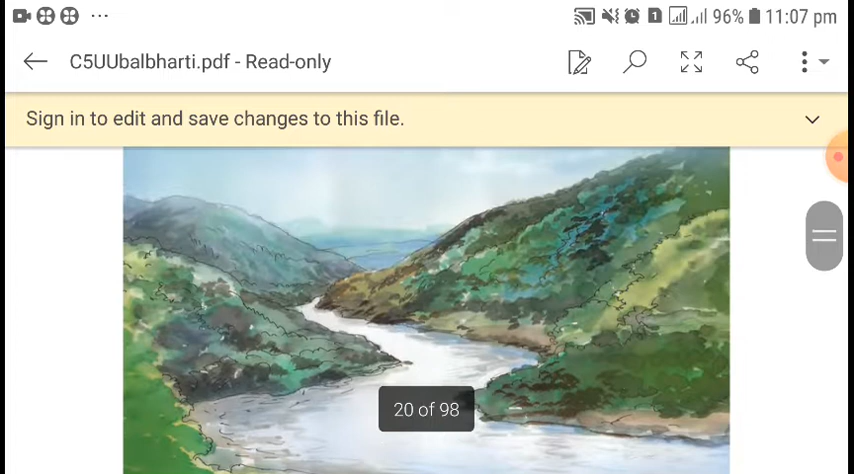 96% 11:07 pm
C5UUbalbharti.pdf - Read-only
Sign in to edit and save changes to this file.
20 of 98